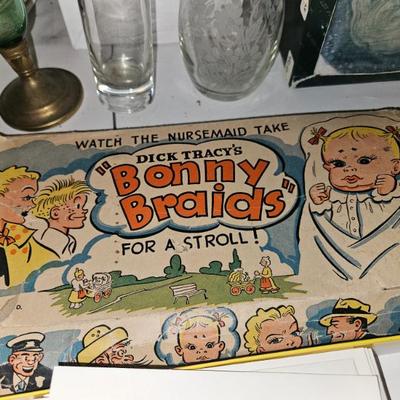 WATCH THE NURSEMAID TAKE
DICK TRACY'S
"Bonny
Braids"
FOR A STROLL!
D.